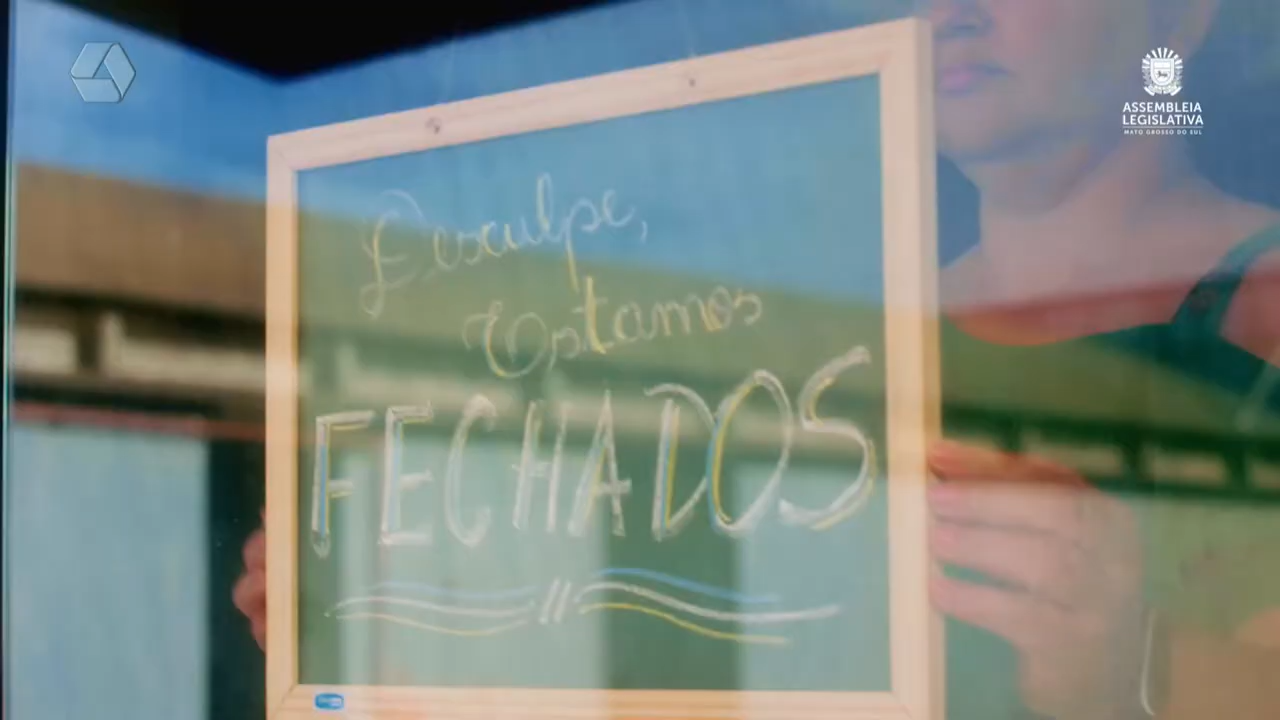 ASSEMBLEIA
LEGISLATIVA
MATO GROSSO DO SUL
Desculpe,
Estamos
FECHADOS